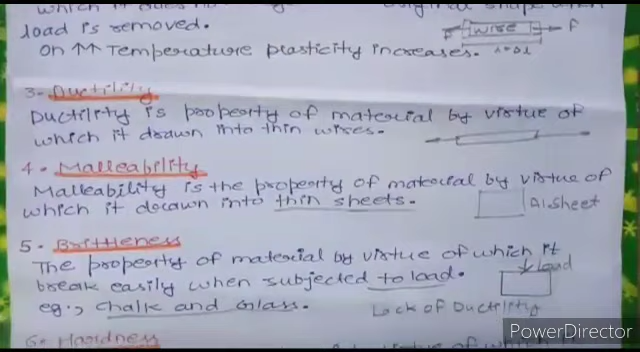 load is removed.
WIRE F
On ↑↑ Temperature plasticity increases.
3- Ductility
Ductility is property of material by virtue of
which it drawn into thin wires.
4. Malleability
Malleability is the property of material by virtue of
which it drawn into thin sheets. Al sheet
5- Brittleness
The property of material by virtue of which it
break easily when subjected to load. load
eg., chalk and Glass. Lack of Ductility
6- Hardness
PowerDirector